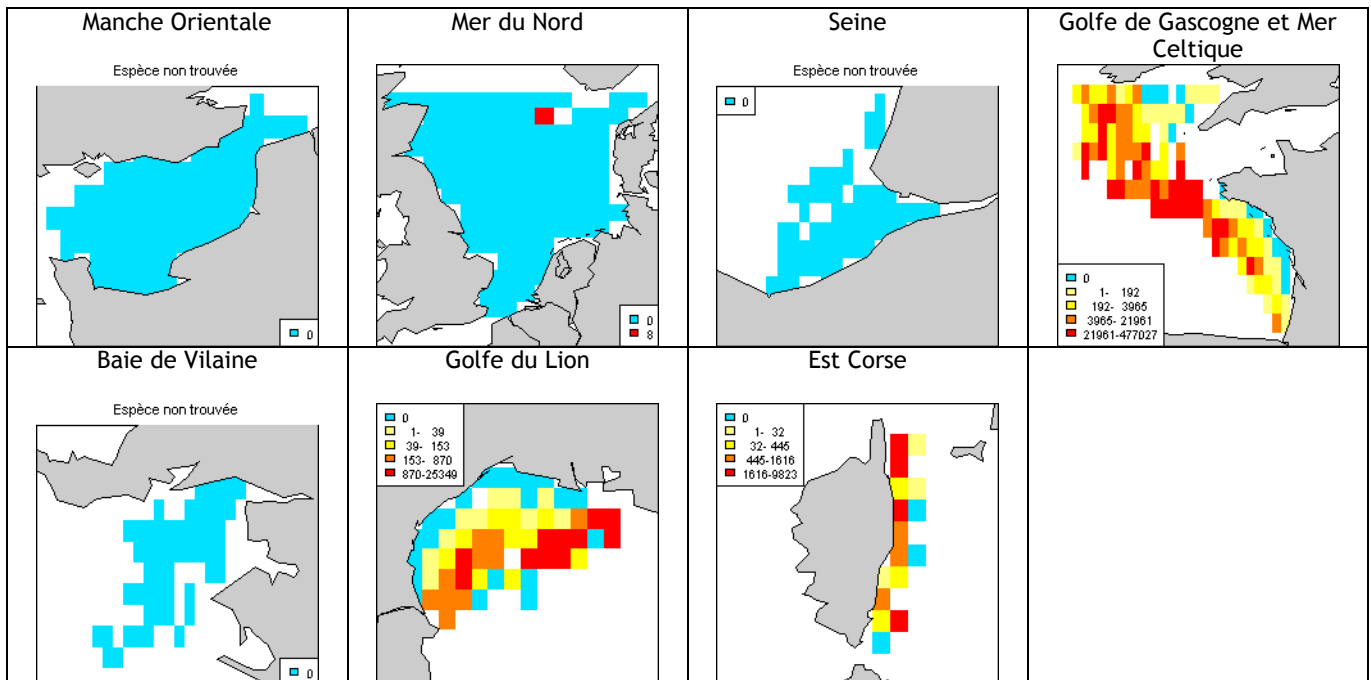 Manche Orientale
Espèce non trouvée
0
Mer du Nord
0
8
Seine
Espèce non trouvée
0
Golfe de Gascogne et Mer
Celtique
0
1- 192
192- 3965
3965- 21961
21961-477027
Baie de Vilaine
Espèce non trouvée
0
Golfe du Lion
0
1- 39
39- 153
153- 870
870-25349
Est Corse
0
1- 32
32- 445
445-1616
1616-9823